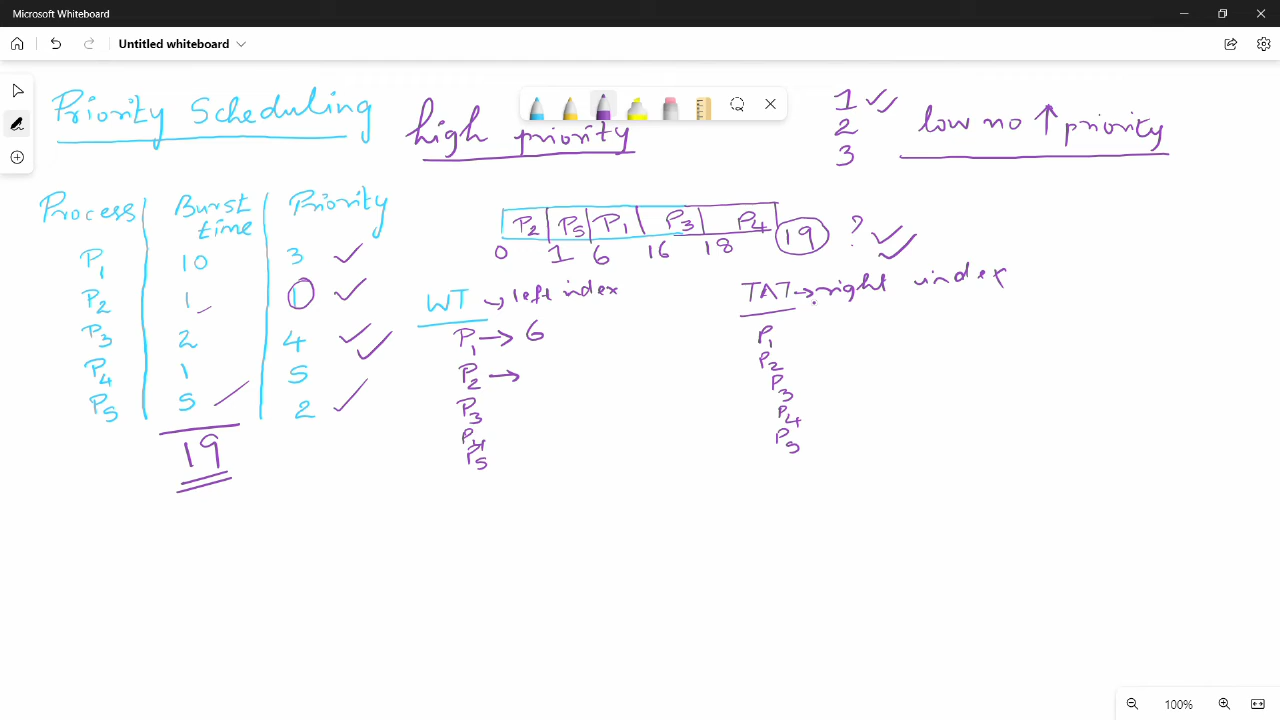 Microsoft Whiteboard
Untitled whiteboard
Priority Scheduling
high priority
1
2
3
low no ↑ priority
Process Burst time Priority
P1 10 3
P2 1 1
P3 2 4
P4 1 5
P5 5 2
19
P2 P5 P1 P3 P4
0 1 6 16 18 19 ?
WT → left index
P1 → 6
P2 →
P3
P4
P5
TAT → right index
P1
P2
P3
P4
P5
100%